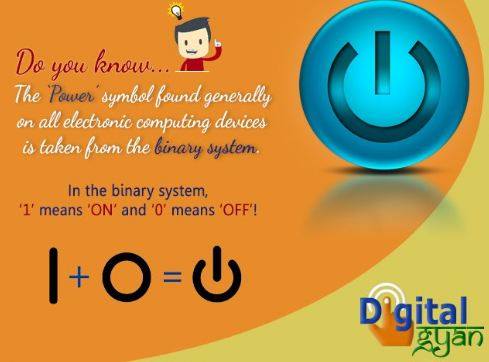 Do you know...
The 'Power' symbol found generally
on all electronic computing devices
is taken from the binary system.
In the binary system,
'1' means 'ON' and '0' means 'OFF'!
| + O =
Digital
gyan